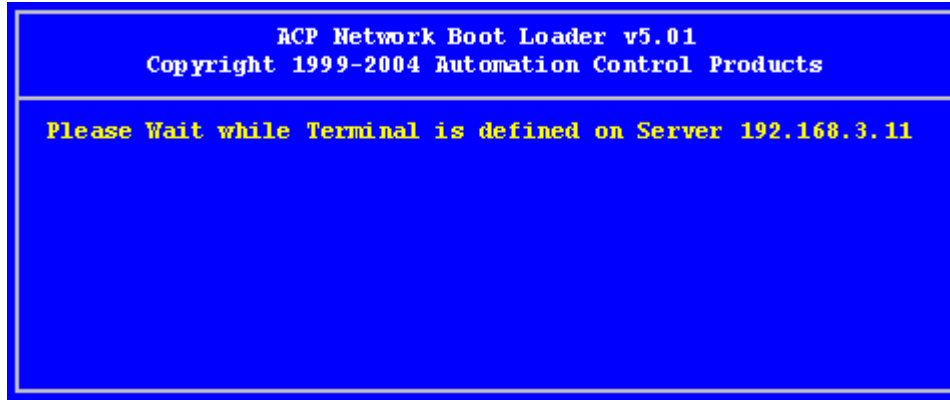 ACP Network Boot Loader v5.01
Copyright 1999-2004 Automation Control Products
Please Wait while Terminal is defined on Server 192.168.3.11